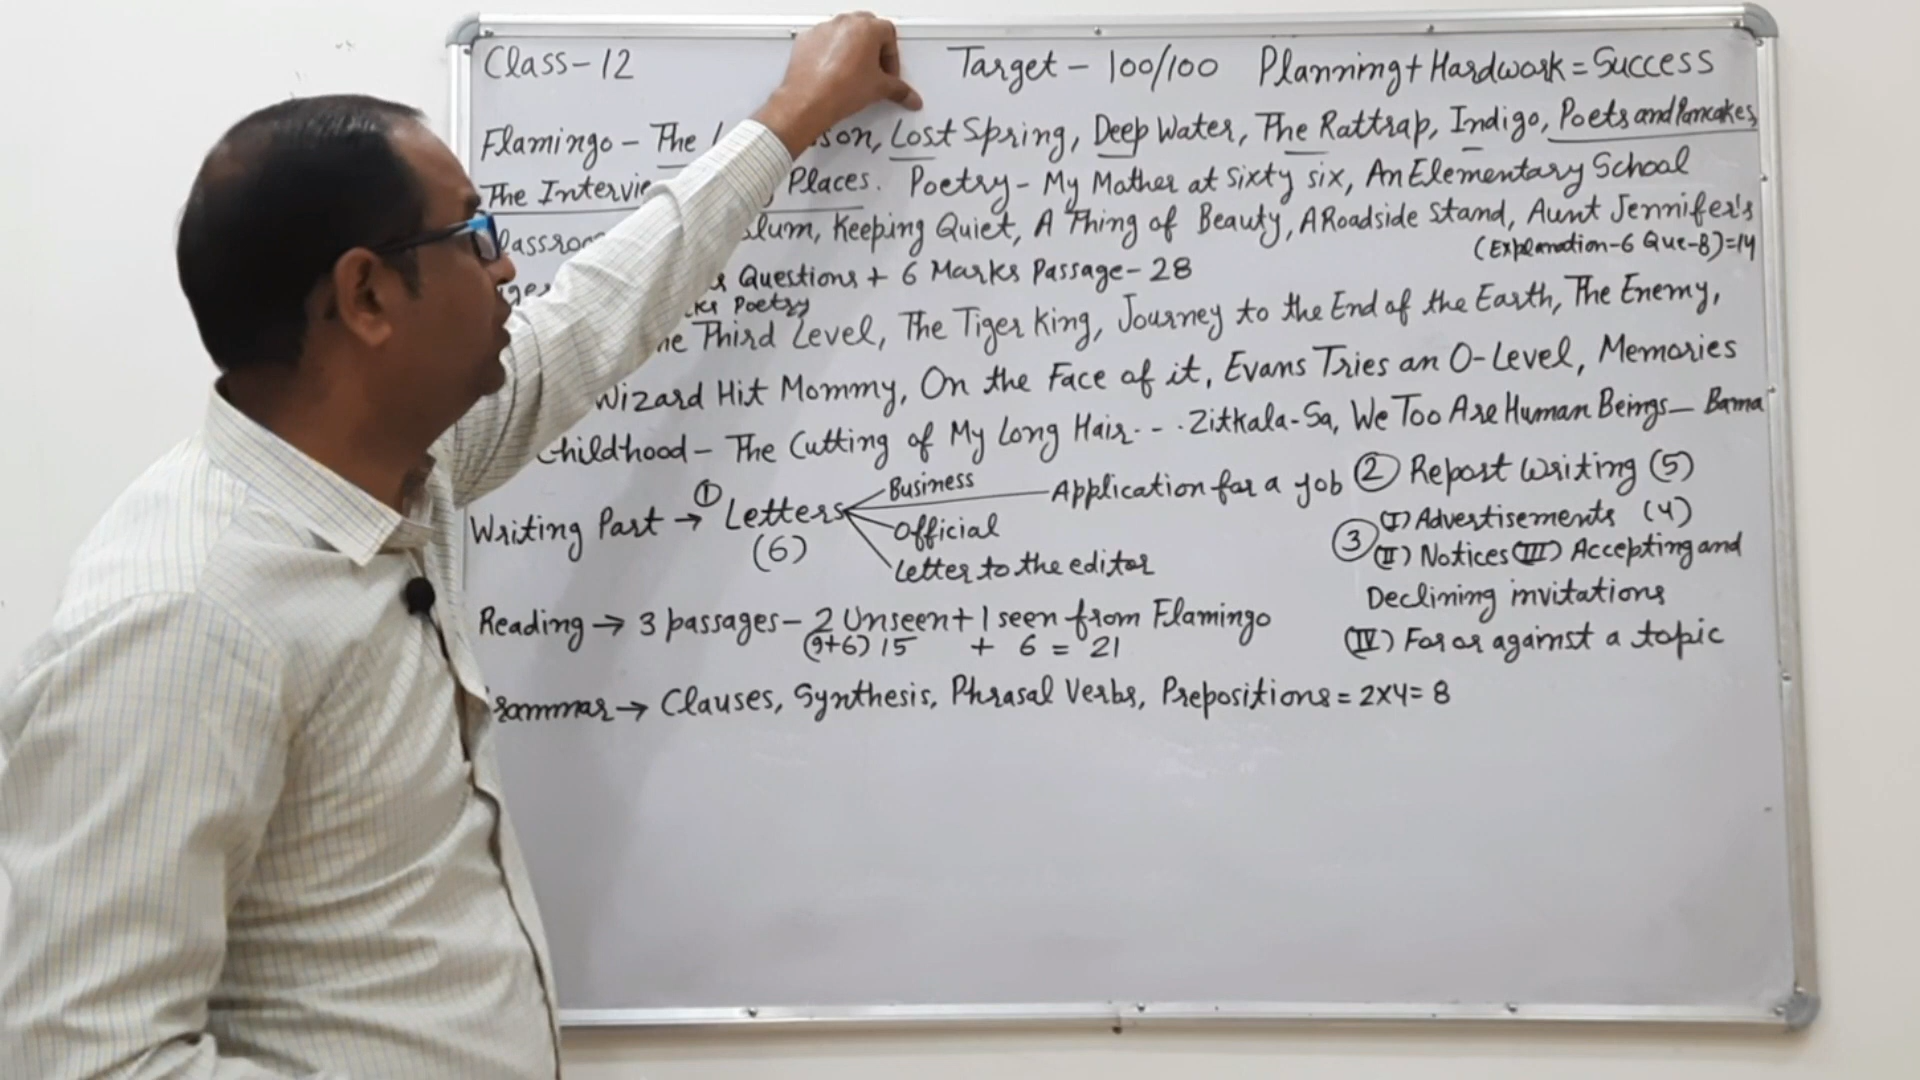 Class-12 Target - 100/100 Planning + Hardwork = Success
Flamingo - The son, Lost Spring, Deep Water, The Rattrap, Indigo, Poets and Pancakes,
The Places. Poetry - My Mother at Sixty six, An Elementary School
slum, Keeping Quiet, A Thing of Beauty, A Roadside Stand, Aunt Jennifer's
(Explanation-6 Que-8)=14
Questions + 6 Marks Passage - 28
Poetry
Third Level, The Tiger King, Journey to the End of the Earth, The Enemy,
Wizard Hit Mommy, On the Face of it, Evans Tries an O-Level, Memories
Childhood - The Cutting of My Long Hair - - . Zitkala-Sa, We Too Are Human Beings - Bama
Writing Part → ① Letters Business
Application for a job
Official
Letter to the editor
(6)
② Report Writing (5)
③ (I) Advertisements (4)
(II) Notices (III) Accepting and
Declining invitations
(IV) For or against a topic
Reading → 3 passages - 2 Unseen + 1 seen from Flamingo
(9+6) 15 + 6 = 21
→ Clauses, Synthesis, Phrasal Verbs, Prepositions = 2x4= 8